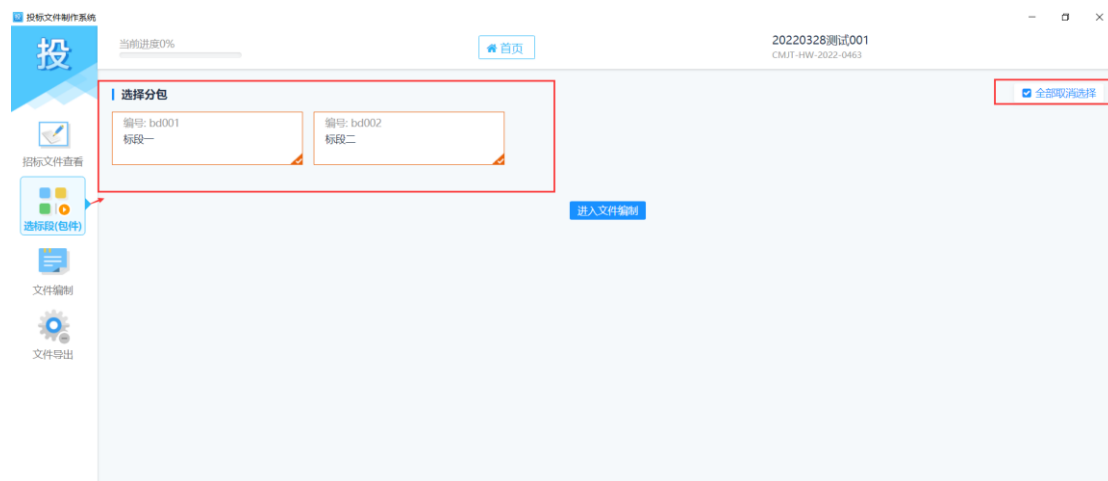 投标文件制作系统
投
当前进度0%
首页
20220328测试001
CMJT-HW-2022-0463
选择分包
全部取消选择
编号: bd001
标段一
编号: bd002
标段二
招标文件查看
选标段(包件)
进入文件编制
文件编制
文件导出